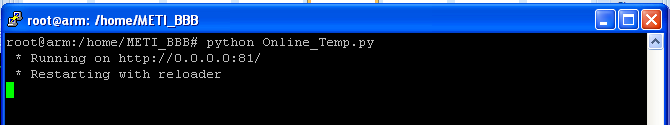 root@arm: /home/METI_BBB
root@arm:/home/METI_BBB# python Online_Temp.py
* Running on http://0.0.0.0:81/
* Restarting with reloader